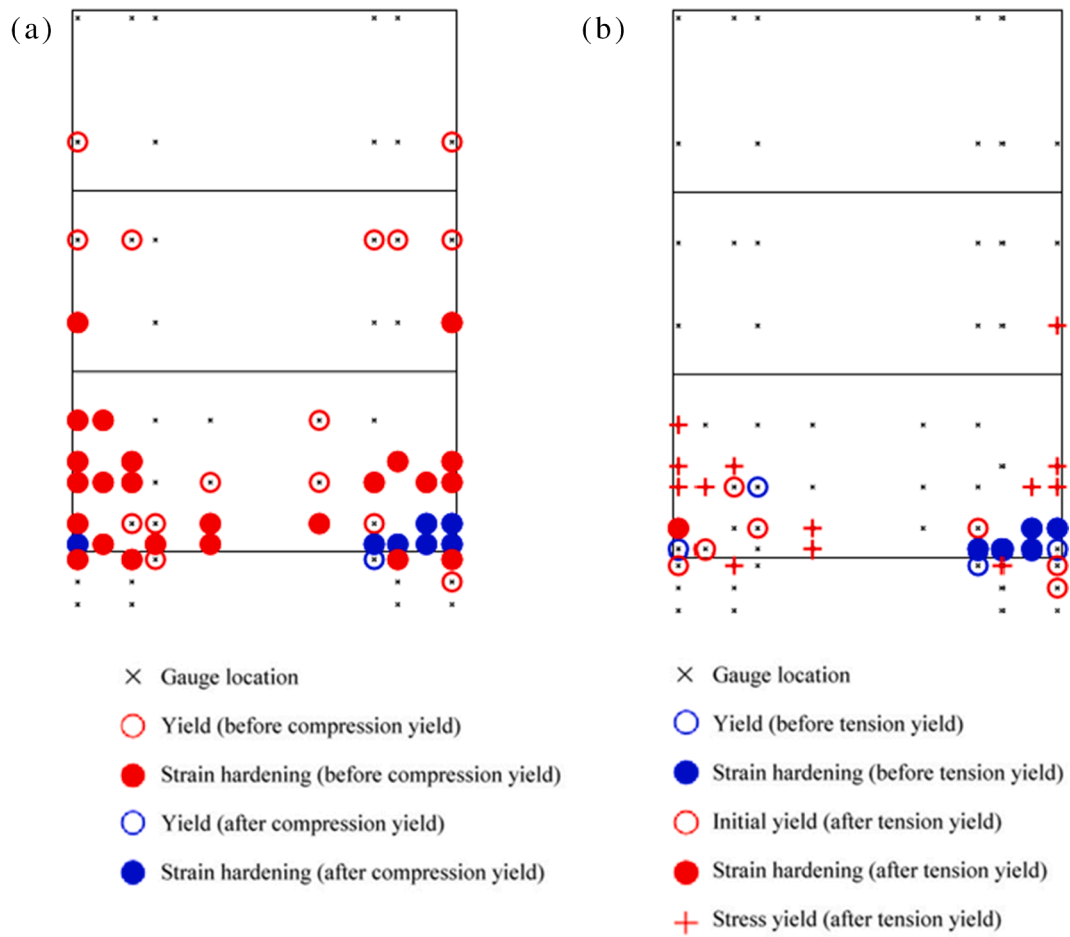 (a)
(b)
Gauge location
Yield (before compression yield)
Strain hardening (before compression yield)
Yield (after compression yield)
Strain hardening (after compression yield)
Gauge location
Yield (before tension yield)
Strain hardening (before tension yield)
Initial yield (after tension yield)
Strain hardening (after tension yield)
Stress yield (after tension yield)